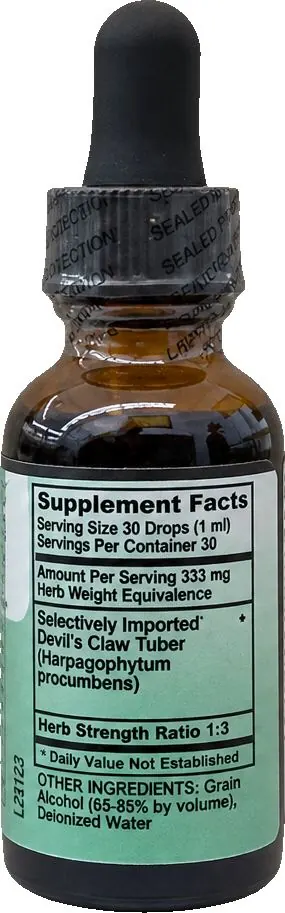 SEALED
SEALED
Supplement Facts
Serving Size 30 Drops (1 ml)
Servings Per Container 30
Amount Per Serving 333 mg
Herb Weight Equivalence
Selectively Imported* *
Devil's Claw Tuber
(Harpagophytum
procumbens)
Herb Strength Ratio 1:3
* Daily Value Not Established
OTHER INGREDIENTS: Grain
Alcohol (65-85% by volume),
Deionized Water
L23123